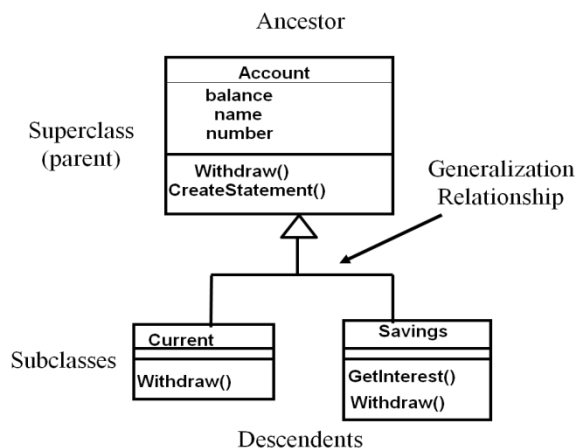 Ancestor
Account
balance
name
number
Superclass
(parent)
Withdraw()
CreateStatement()
Generalization
Relationship
Current
Savings
Subclasses
Withdraw()
GetInterest()
Withdraw()
Descendents